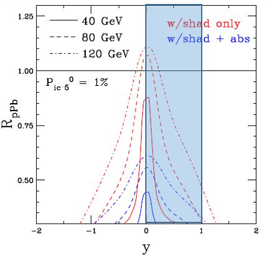 1.25
1.00
0.75
0.50
R_pPb
40 GeV
80 GeV
120 GeV
P_ic 5^0 = 1%
w/shad only
w/shad + abs
-2
-1
0
1
2
y